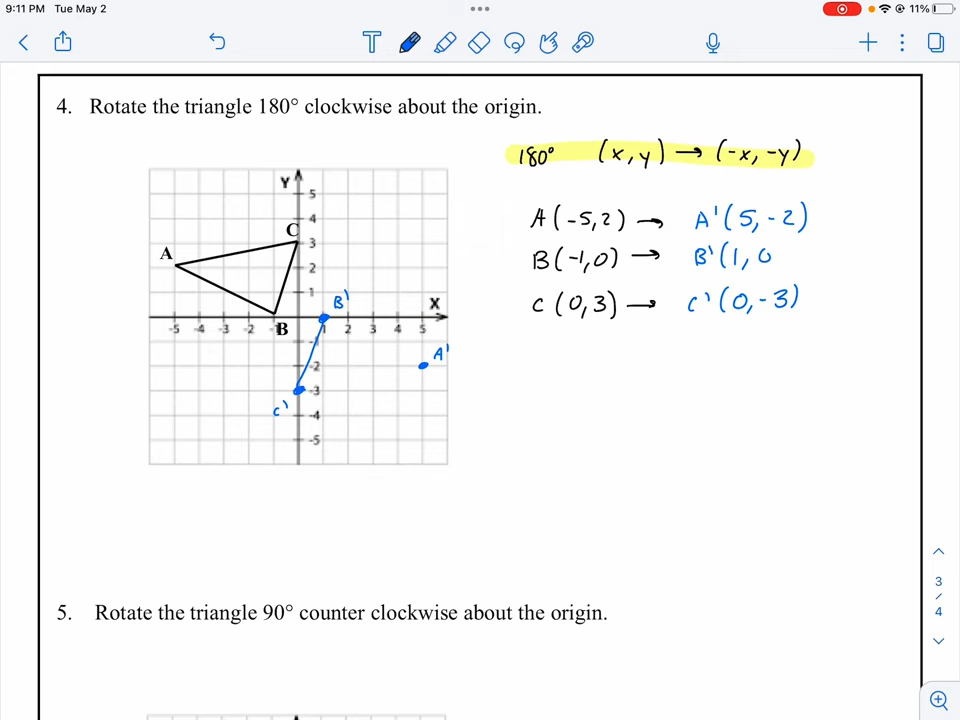 9:11 PM Tue May 2
11%
4. Rotate the triangle 180° clockwise about the origin.
180° (x, y) → (-x, -y)
A(-5,2) → A'(5,-2)
B(-1,0) → B'(1, 0
C(0,3) → C'(0,-3)
Y
5
4
C
3
A
2
1
B'
X
-5 -4 -3 -2 -1 B 1 2 3 4 5
-1
-2
A'
-3
C'
-4
-5
5. Rotate the triangle 90° counter clockwise about the origin.
3
/
4